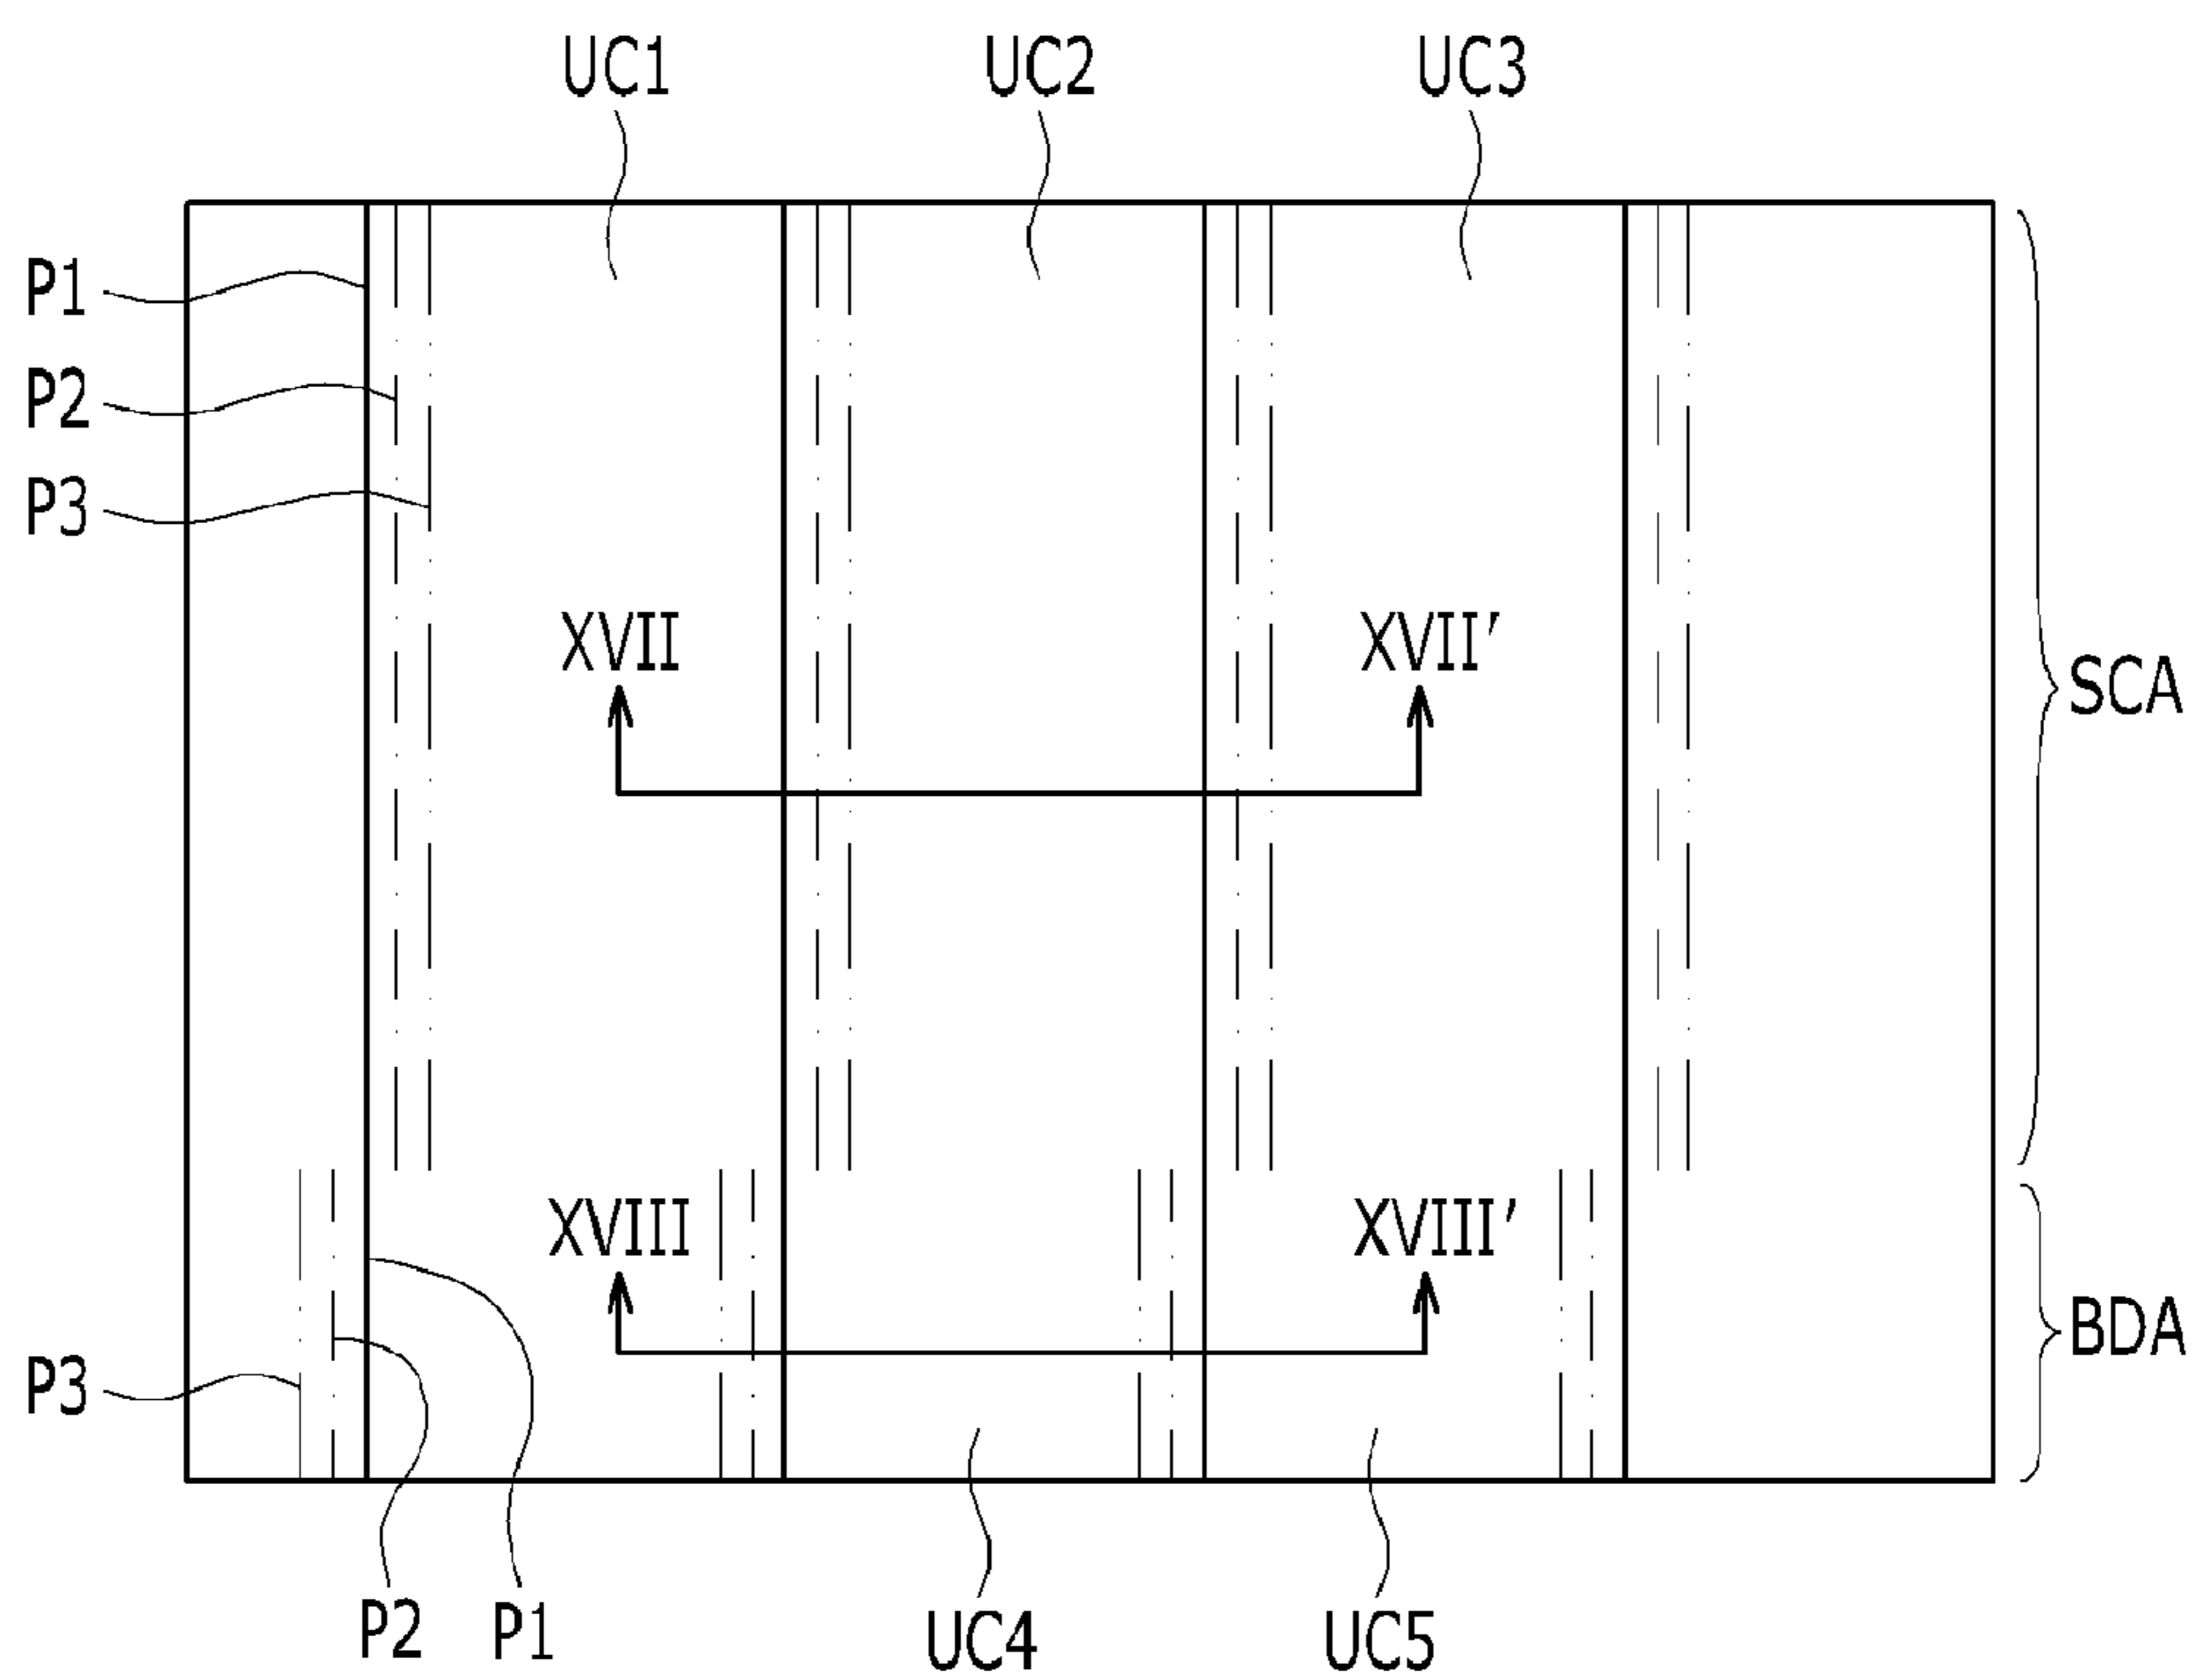 UC1 UC2 UC3
P1
P2
P3
XVII XVII'
SCA
XVIII XVIII'
BDA
P3
P2 P1 UC4 UC5